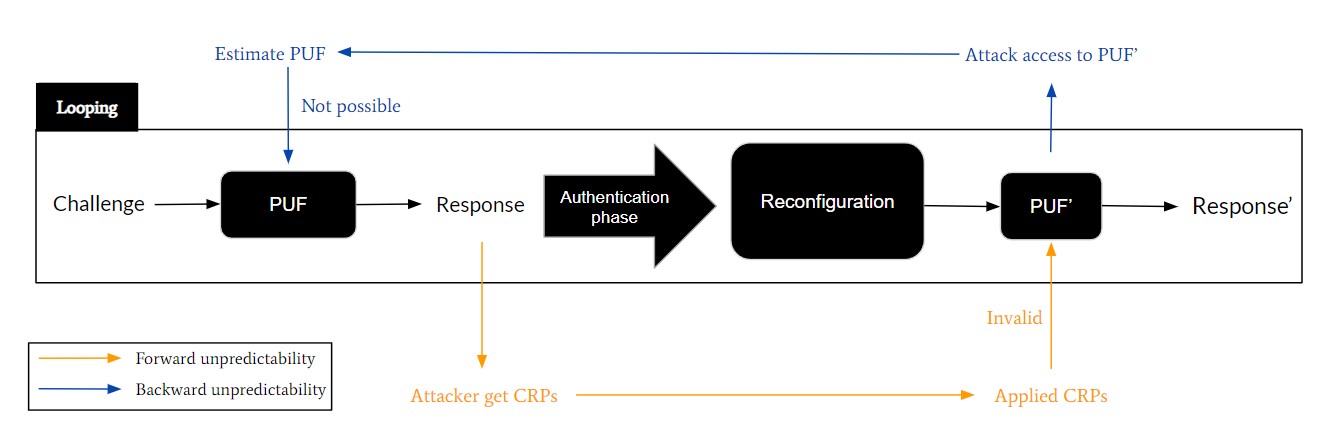 Estimate PUF
Attack access to PUF’
Not possible
Looping
Challenge
PUF
Response
Authentication
phase
Reconfiguration
PUF’
Response’
Invalid
Forward unpredictability
Backward unpredictability
Attacker get CRPs
Applied CRPs